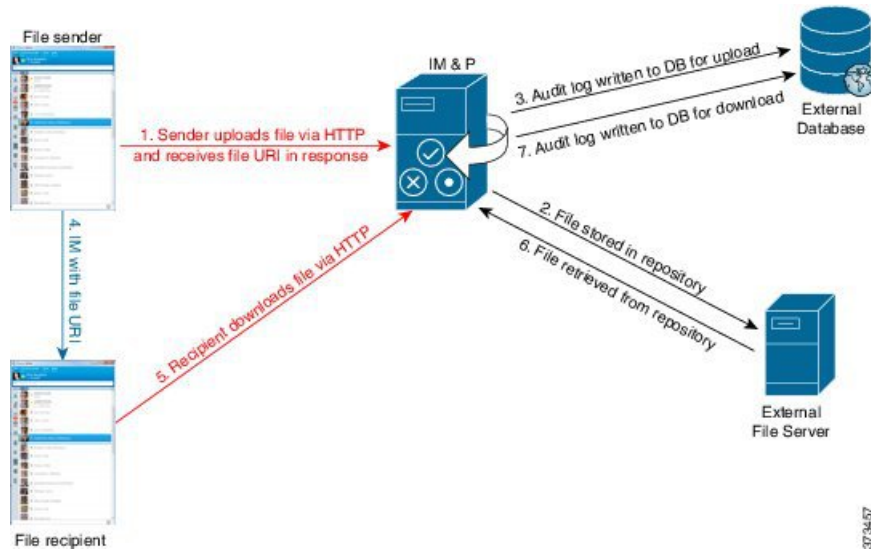 File sender
IM & P
1. Sender uploads file via HTTP
and receives file URI in response
3. Audit log written to DB for upload
7. Audit log written to DB for download
External
Database
2. File stored in repository
6. File retrieved from repository
4. IM with file URI
5. Recipient downloads file via HTTP
External
File Server
File recipient
373457